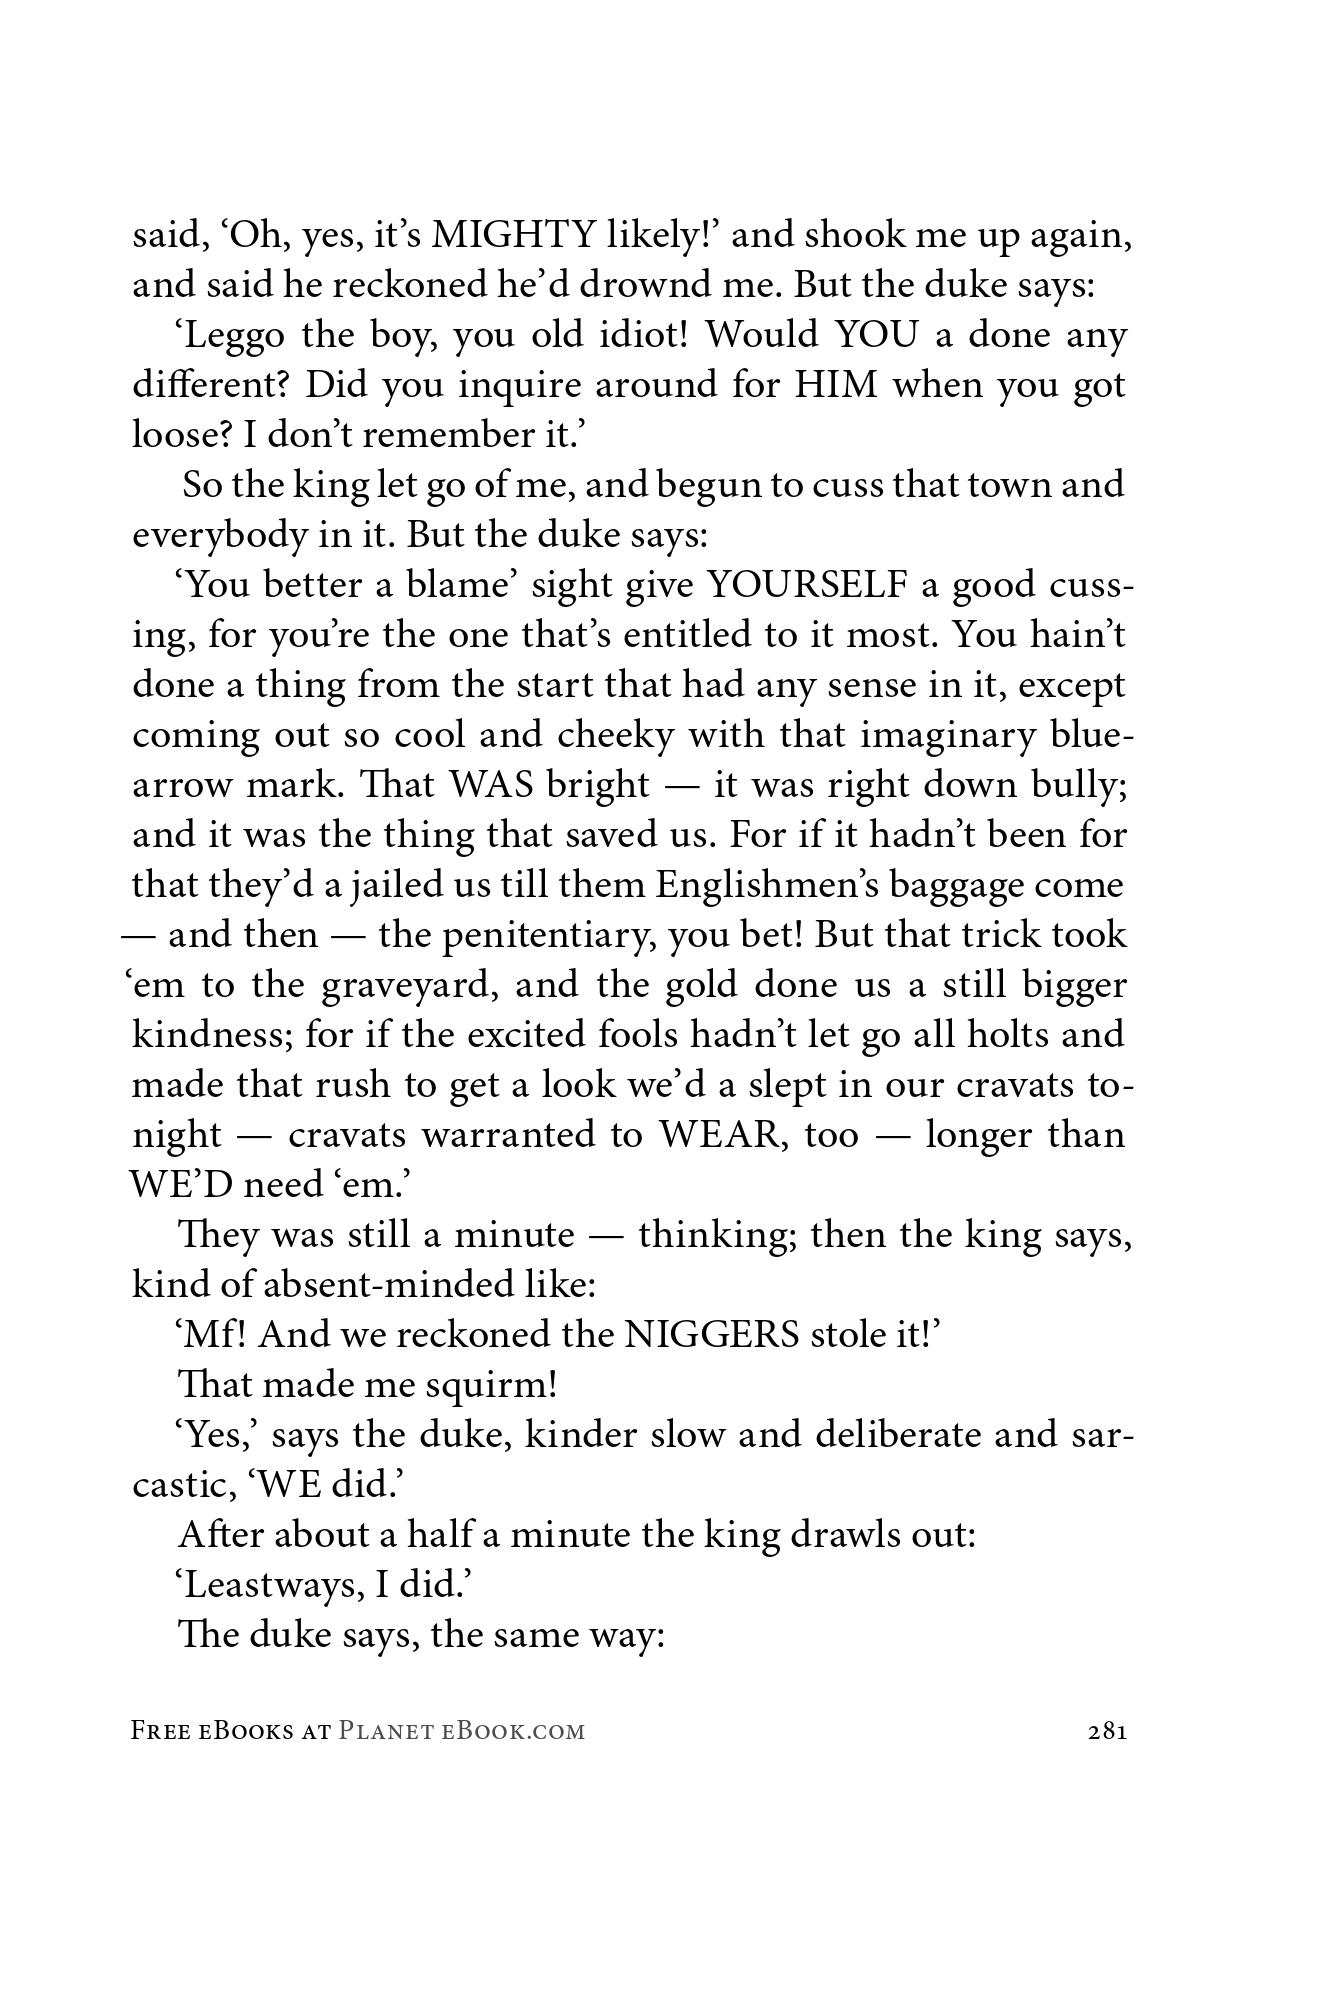 said, ‘Oh, yes, it’s MIGHTY likely!’ and shook me up again,
and said he reckoned he’d drownd me. But the duke says:
‘Leggo the boy, you old idiot! Would YOU a done any
different? Did you inquire around for HIM when you got
loose? I don’t remember it.’
So the king let go of me, and begun to cuss that town and
everybody in it. But the duke says:
‘You better a blame’ sight give YOURSELF a good cuss-
ing, for you’re the one that’s entitled to it most. You hain’t
done a thing from the start that had any sense in it, except
coming out so cool and cheeky with that imaginary blue-
arrow mark. That WAS bright — it was right down bully;
and it was the thing that saved us. For if it hadn’t been for
that they’d a jailed us till them Englishmen’s baggage come
— and then — the penitentiary, you bet! But that trick took
‘em to the graveyard, and the gold done us a still bigger
kindness; for if the excited fools hadn’t let go all holts and
made that rush to get a look we’d a slept in our cravats to-
night — cravats warranted to WEAR, too — longer than
WE’D need ‘em.’
They was still a minute — thinking; then the king says,
kind of absent-minded like:
‘Mf! And we reckoned the NIGGERS stole it!’
That made me squirm!
‘Yes,’ says the duke, kinder slow and deliberate and sar-
castic, ‘WE did.’
After about a half a minute the king drawls out:
‘Leastways, I did.’
The duke says, the same way:
Free eBooks at Planet eBook.com 281